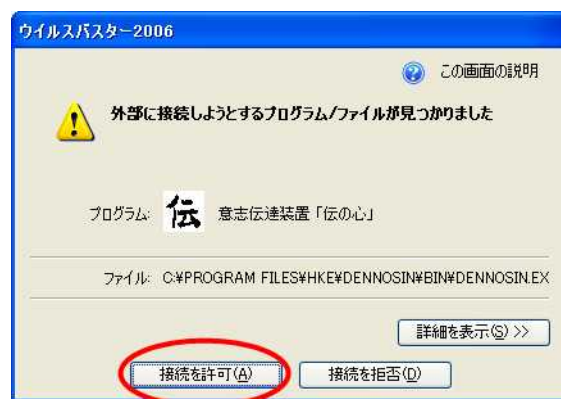 ウイルスバスター2006
この画面の説明
外部に接続しようとするプログラム/ファイルが見つかりました
プログラム: 伝 意志伝達装置「伝の心」
ファイル: C:¥PROGRAM FILES¥HKE¥DENNOSIN¥BIN¥DENNOSIN.EX
詳細を表示(S) >>
接続を許可(A) 接続を拒否(D)